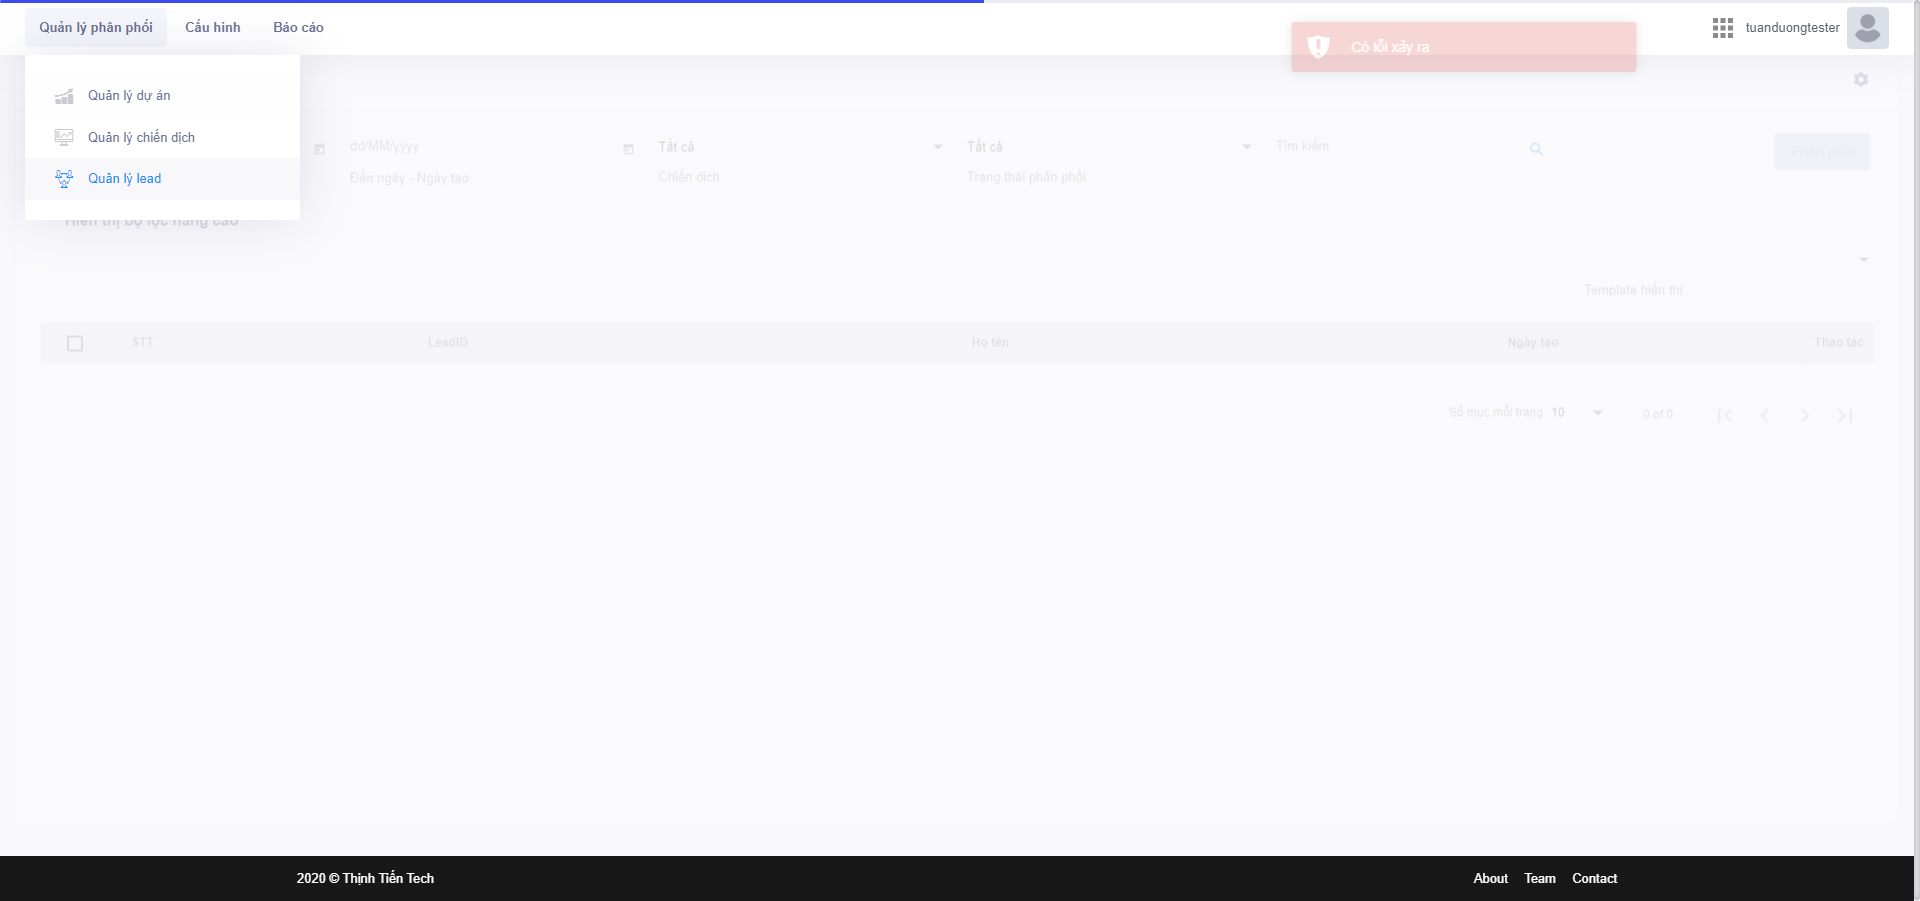 Quản lý phân phối
Cấu hình
Báo cáo
Có lỗi xảy ra
tuanduongtester
Quản lý dự án
Quản lý chiến dịch
Quản lý lead
dd/MM/yyyy
Đến ngày - Ngày tạo
Tất cả
Chiến dịch
Tất cả
Trạng thái phân phối
Tìm kiếm
Phân phối
Hiển thị bộ lọc nâng cao
Template hiển thị
STT
LeadID
Họ tên
Ngày tạo
Thao tác
Số mục mỗi trang
10
0 of 0
2020 © Thịnh Tiến Tech
About
Team
Contact